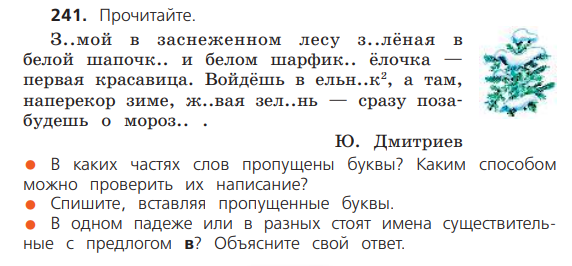 241. Прочитайте.
З..мой в заснеженном лесу з..лёная в
белой шапочк.. и белом шарфик.. ёлочка —
первая красавица. Войдёшь в ельн..к², а там,
наперекор зиме, ж..вая зел..нь — сразу поза-
будешь о мороз.. .
Ю. Дмитриев
● В каких частях слов пропущены буквы? Каким способом
можно проверить их написание?
● Спишите, вставляя пропущенные буквы.
● В одном падеже или в разных стоят имена существитель-
ные с предлогом в? Объясните свой ответ.